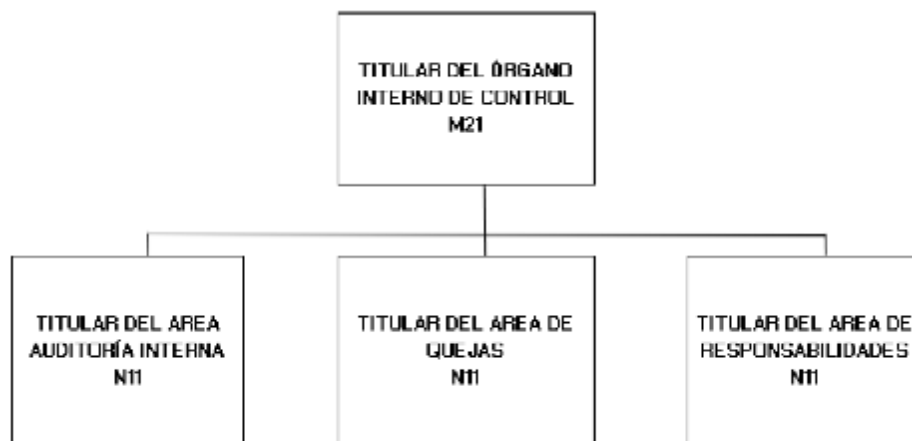 TITULAR DEL ÓRGANO
INTERNO DE CONTROL
M21
TITULAR DEL AREA
AUDITORÍA INTERNA
N11
TITULAR DEL AREA DE
QUEJAS
N11
TITULAR DEL AREA DE
RESPONSABILIDADES
N11